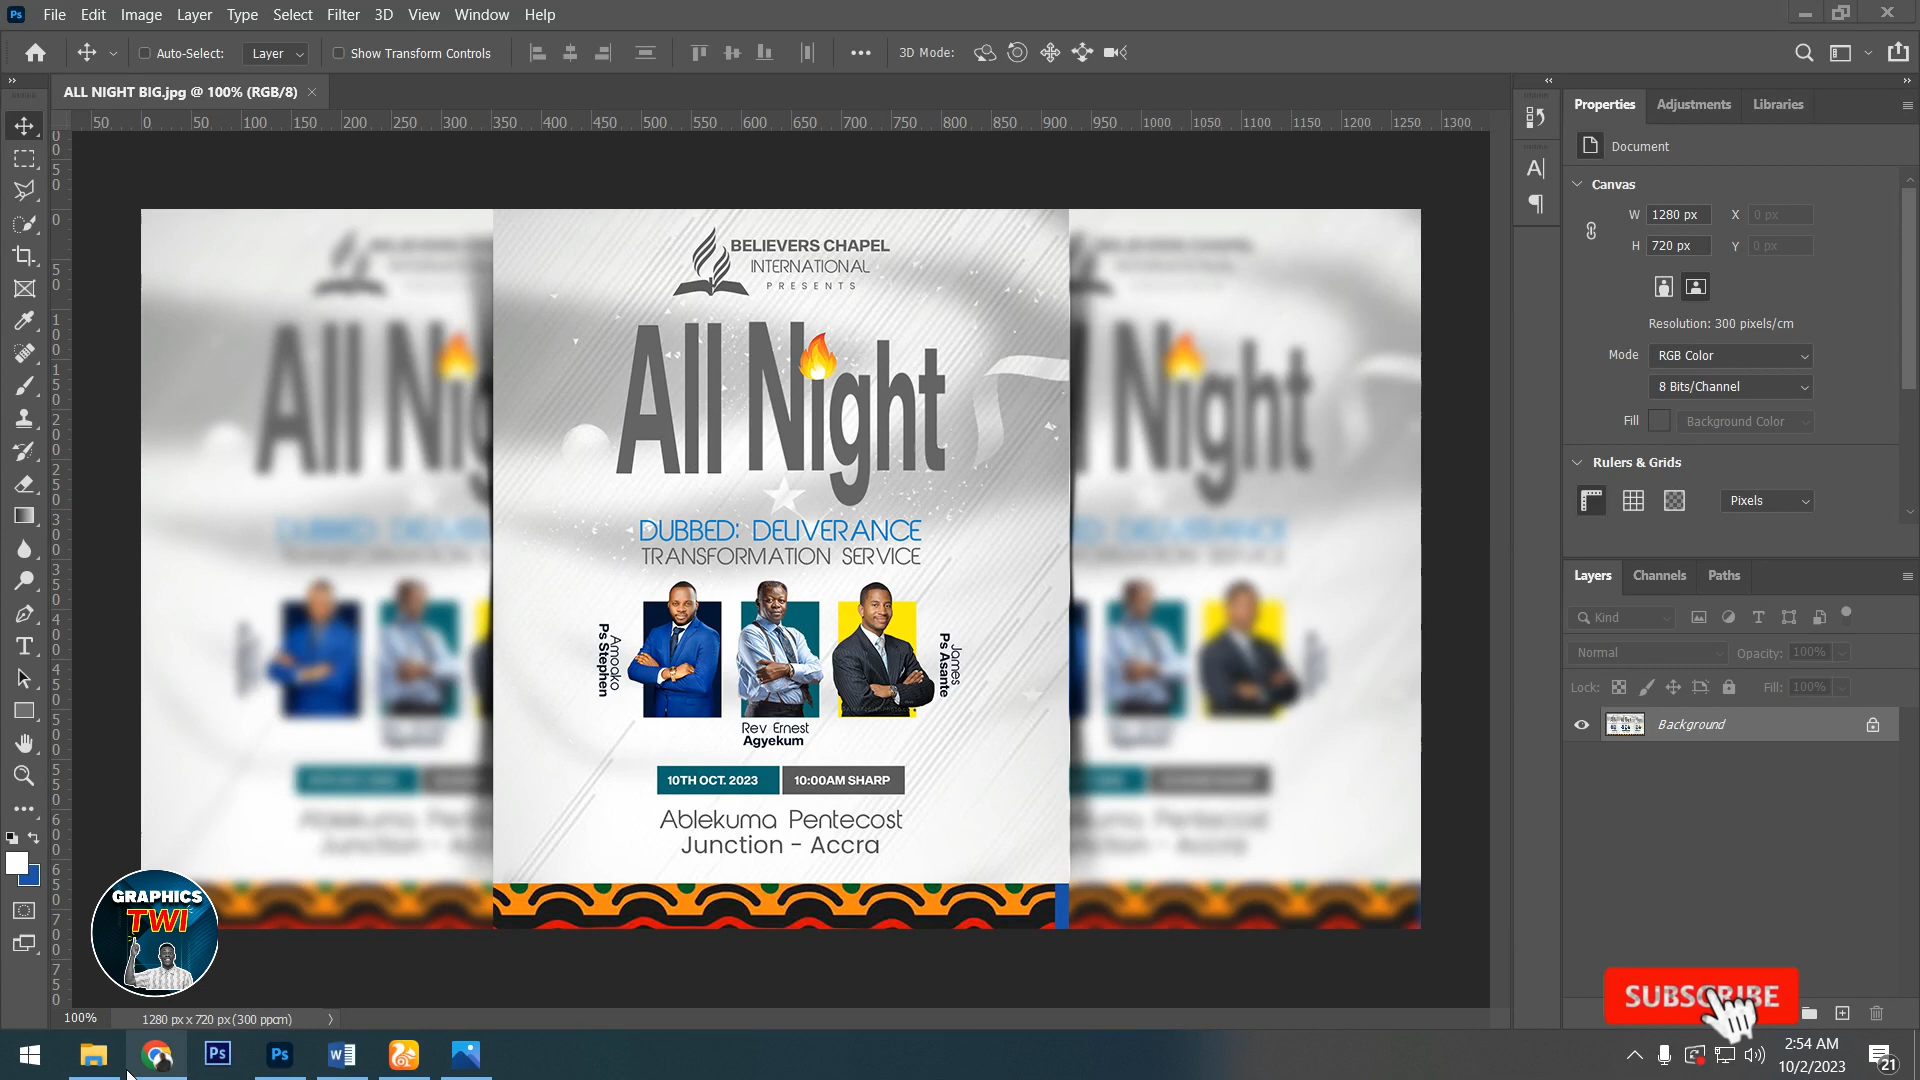 File Edit Image Layer Type Select Filter 3D View Window Help
Auto-Select: Layer Show Transform Controls 3D Mode:
ALL NIGHT BIG.jpg @ 100% (RGB/8)
50 0 50 100 150 200 250 300 350 400 450 500 550 600 650 700 750 800 850 900 950 1000 1050 1100 1150 1200 1250 1300
Properties Adjustments Libraries
Document
Canvas
W 1280 px X 0 px
H 720 px Y 0 px
Resolution: 300 pixels/cm
Mode RGB Color
8 Bits/Channel
Fill Background Color
Rulers & Grids
Pixels
Layers Channels Paths
Kind
Normal Opacity: 100%
Lock: Fill: 100%
Background
BELIEVERS CHAPEL
INTERNATIONAL
PRESENTS
All Night
DUBBED: DELIVERANCE
TRANSFORMATION SERVICE
Amoako
Ps Stephen
James
Ps Asante
Rev Ernest
Agyekum
10TH OCT. 2023 10:00AM SHARP
Ablekuma Pentecost
Junction - Accra
GRAPHICS
TWI
SUBSCRIBE
100% 1280 px x 720 px (300 ppcm)
2:54 AM
10/2/2023
21